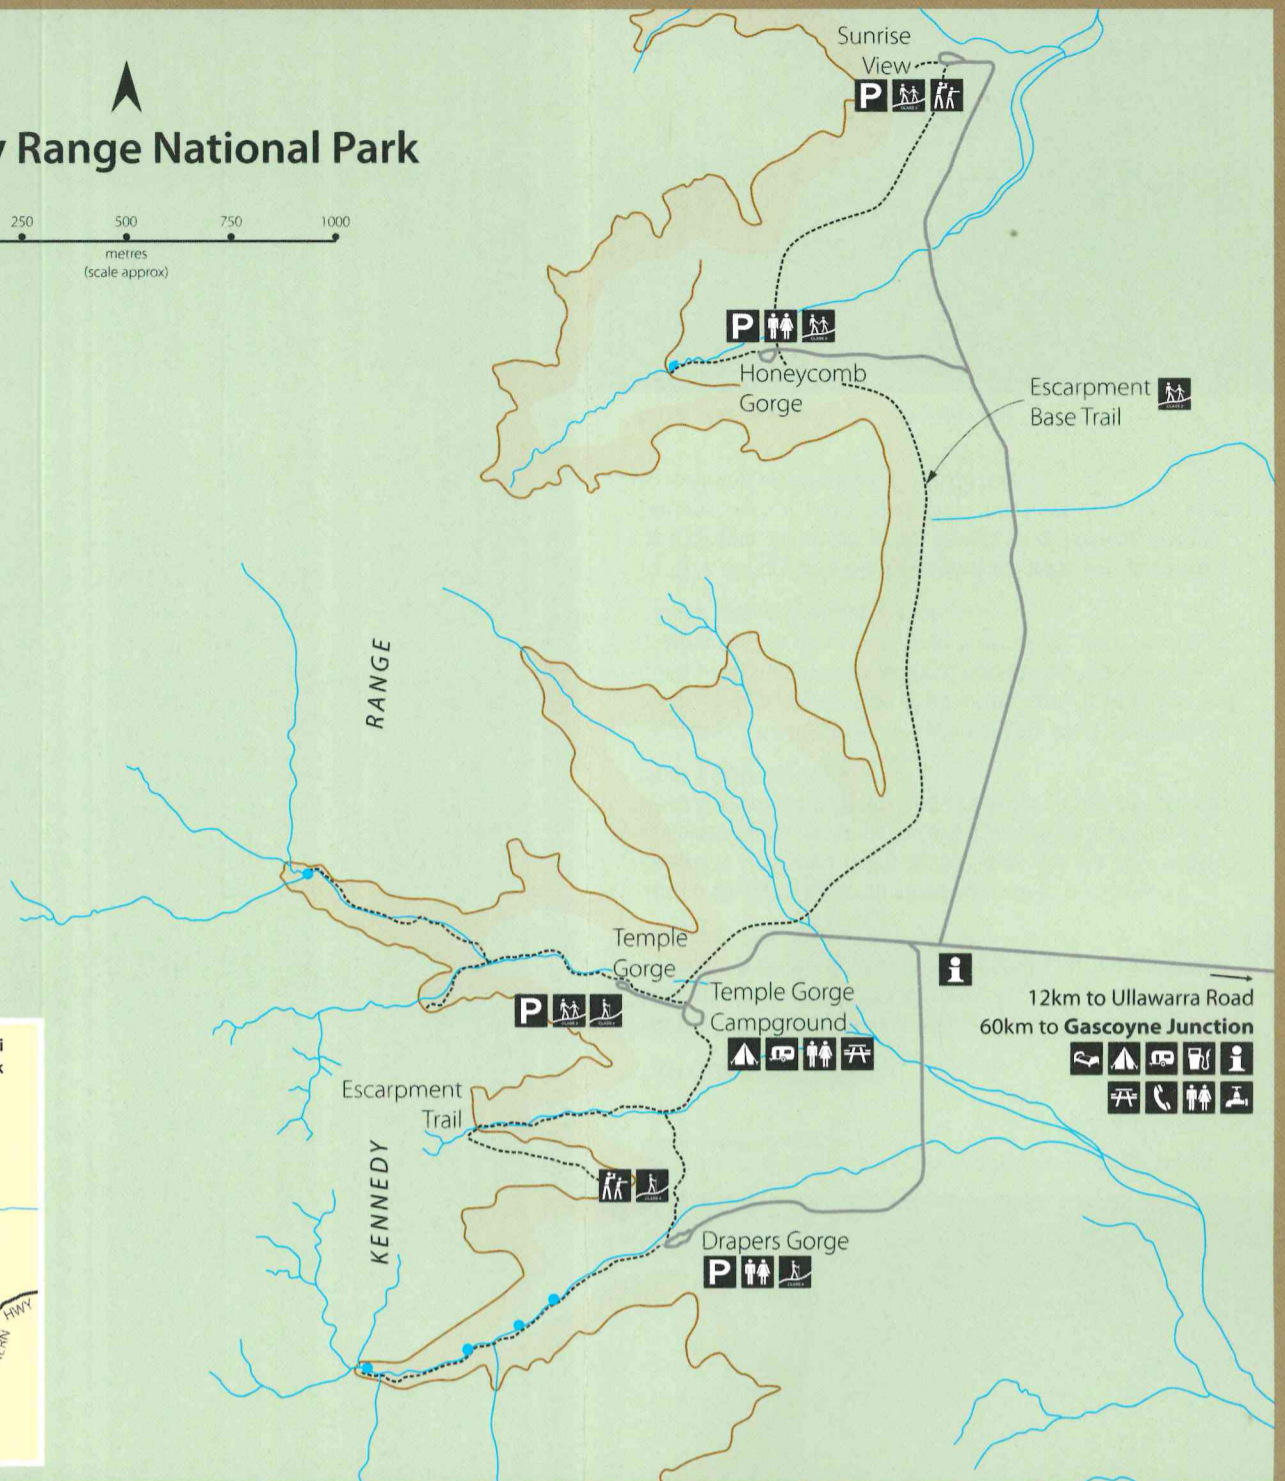 Sunrise
View
P
Range National Park
250 500 750 1000
metres
(scale approx)
P
Honeycomb
Gorge
Escarpment
Base Trail
RANGE
Temple
Gorge
P
Temple Gorge
Campground
i
12km to Ullawarra Road
60km to Gascoyne Junction
i
Escarpment
Trail
KENNEDY
Drapers Gorge
P
HWY